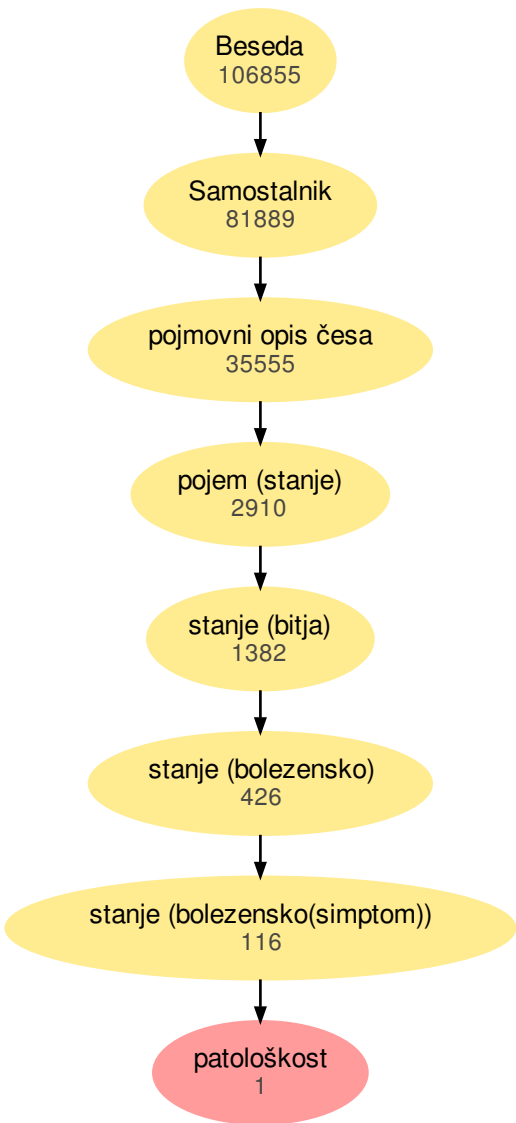 Beseda
106855
Samostalnik
81889
pojmovni opis česa
35555
pojem (stanje)
2910
stanje (bitja)
1382
stanje (bolezensko)
426
stanje (bolezensko(simptom))
116
patološkost
1